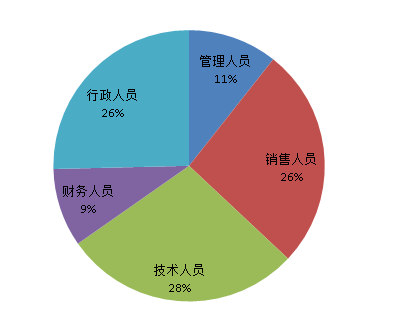 管理人员
11%
销售人员
26%
技术人员
28%
财务人员
9%
行政人员
26%